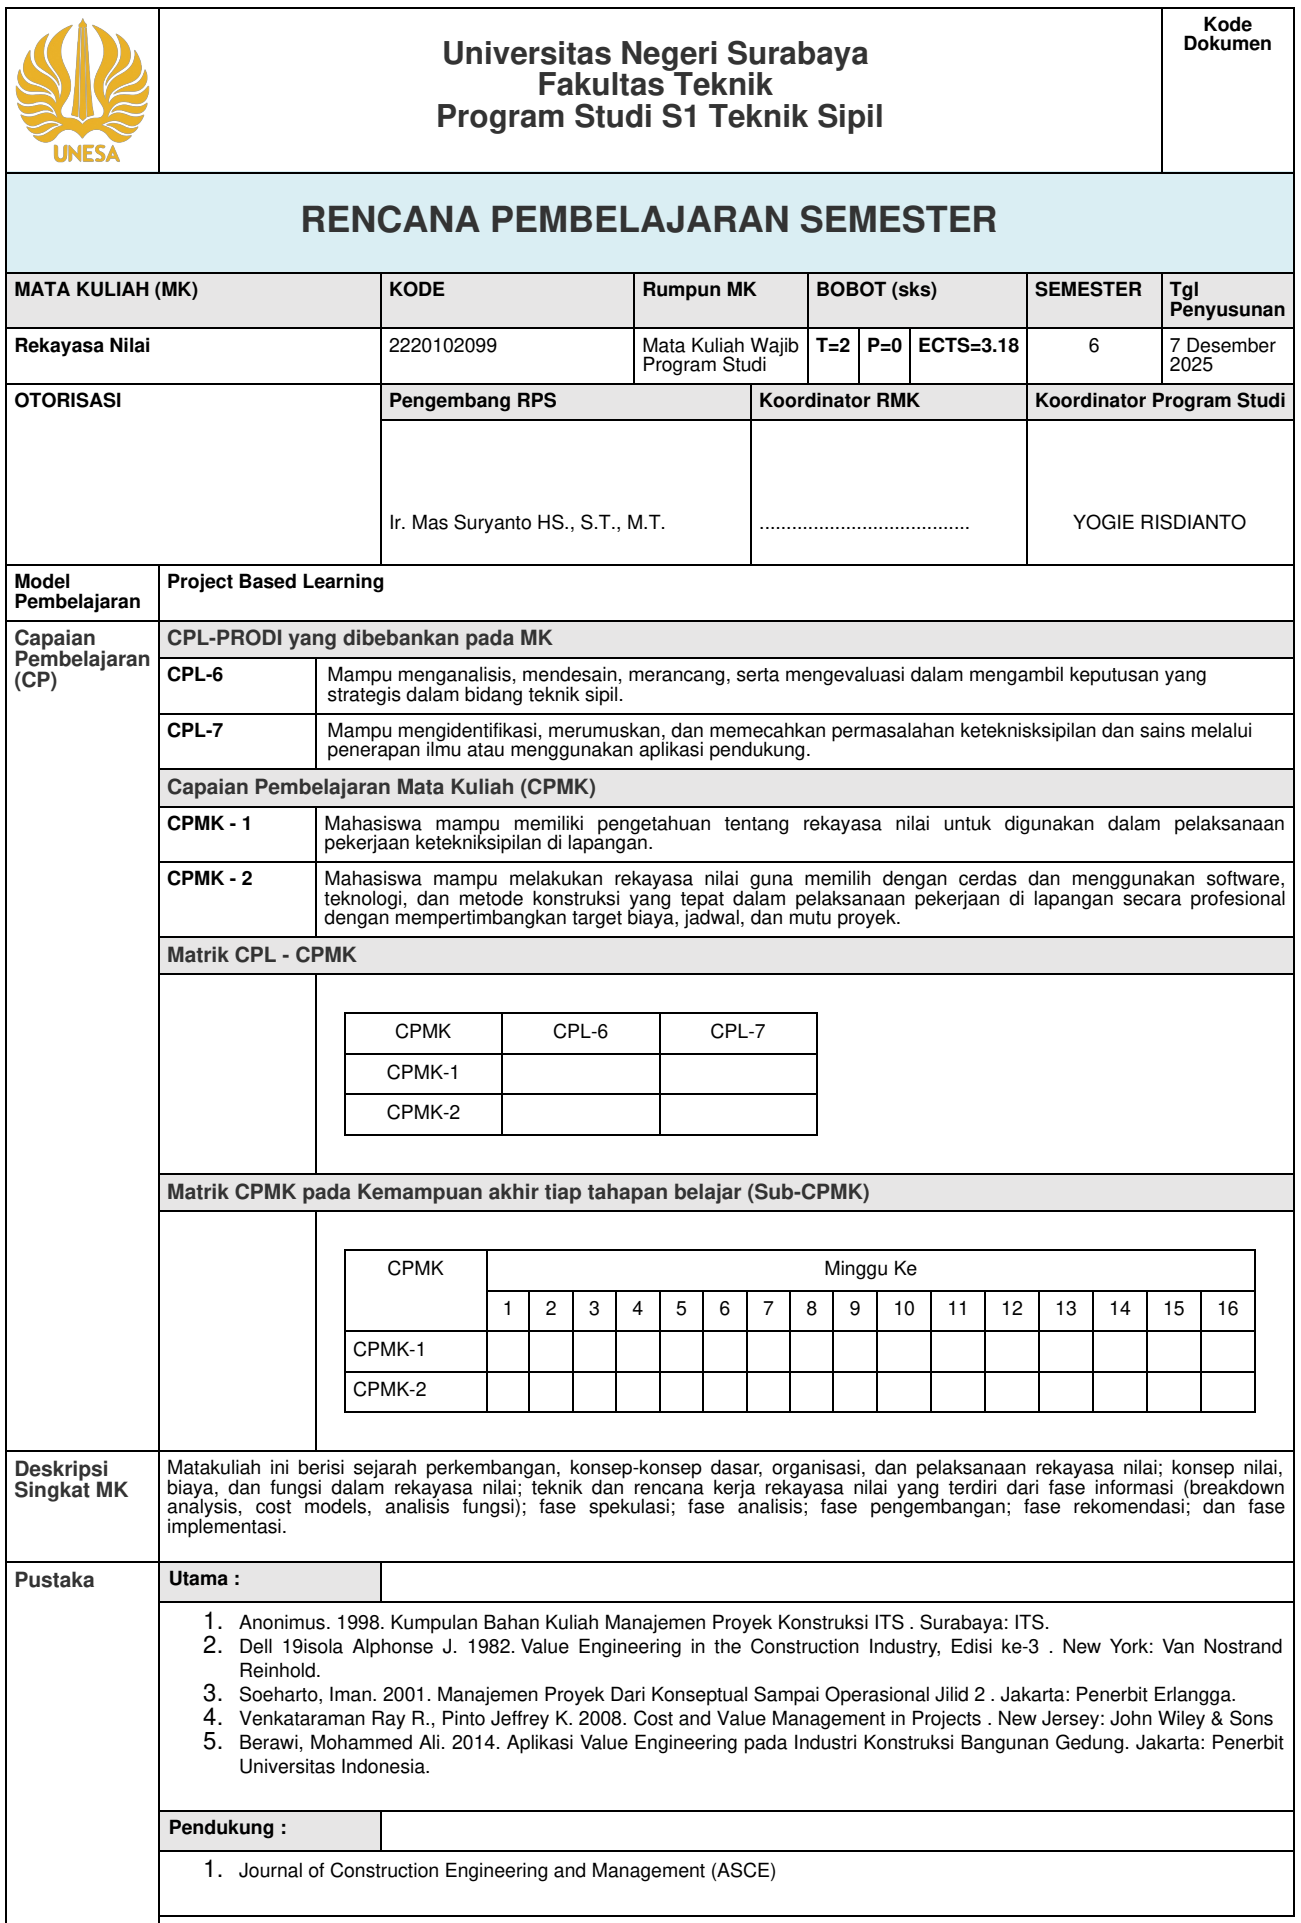 UNESA
Universitas Negeri Surabaya
Fakultas Teknik
Program Studi S1 Teknik Sipil
Kode
Dokumen
RENCANA PEMBELAJARAN SEMESTER
MATA KULIAH (MK)
KODE
Rumpun MK
BOBOT (sks)
SEMESTER
Tgl
Penyusunan
Rekayasa Nilai
2220102099
Mata Kuliah Wajib
Program Studi
T=2
P=0
ECTS=3.18
6
7 Desember
2025
OTORISASI
Pengembang RPS
Koordinator RMK
Koordinator Program Studi
Ir. Mas Suryanto HS., S.T., M.T.
.......................................
YOGIE RISDIANTO
Model
Pembelajaran
Project Based Learning
Capaian
Pembelajaran
(CP)
CPL-PRODI yang dibebankan pada MK
CPL-6
Mampu menganalisis, mendesain, merancang, serta mengevaluasi dalam mengambil keputusan yang
strategis dalam bidang teknik sipil.
CPL-7
Mampu mengidentifikasi, merumuskan, dan memecahkan permasalahan keteknisksipilan dan sains melalui
penerapan ilmu atau menggunakan aplikasi pendukung.
Capaian Pembelajaran Mata Kuliah (CPMK)
CPMK - 1
Mahasiswa mampu memiliki pengetahuan tentang rekayasa nilai untuk digunakan dalam pelaksanaan
pekerjaan ketekniksipilan di lapangan.
CPMK - 2
Mahasiswa mampu melakukan rekayasa nilai guna memilih dengan cerdas dan menggunakan software,
teknologi, dan metode konstruksi yang tepat dalam pelaksanaan pekerjaan di lapangan secara profesional
dengan mempertimbangkan target biaya, jadwal, dan mutu proyek.
Matrik CPL - CPMK
CPMK
CPL-6
CPL-7
CPMK-1
CPMK-2
Matrik CPMK pada Kemampuan akhir tiap tahapan belajar (Sub-CPMK)
CPMK
Minggu Ke
1 2 3 4 5 6 7 8 9 10 11 12 13 14 15 16
CPMK-1
CPMK-2
Deskripsi
Singkat MK
Matakuliah ini berisi sejarah perkembangan, konsep-konsep dasar, organisasi, dan pelaksanaan rekayasa nilai; konsep nilai,
biaya, dan fungsi dalam rekayasa nilai; teknik dan rencana kerja rekayasa nilai yang terdiri dari fase informasi (breakdown
analysis, cost models, analisis fungsi); fase spekulasi; fase analisis; fase pengembangan; fase rekomendasi; dan fase
implementasi.
Pustaka
Utama :
1. Anonimus. 1998. Kumpulan Bahan Kuliah Manajemen Proyek Konstruksi ITS . Surabaya: ITS.
2. Dell 19isola Alphonse J. 1982. Value Engineering in the Construction Industry, Edisi ke-3 . New York: Van Nostrand
Reinhold.
3. Soeharto, Iman. 2001. Manajemen Proyek Dari Konseptual Sampai Operasional Jilid 2 . Jakarta: Penerbit Erlangga.
4. Venkataraman Ray R., Pinto Jeffrey K. 2008. Cost and Value Management in Projects . New Jersey: John Wiley & Sons
5. Berawi, Mohammed Ali. 2014. Aplikasi Value Engineering pada Industri Konstruksi Bangunan Gedung. Jakarta: Penerbit
Universitas Indonesia.
Pendukung :
1. Journal of Construction Engineering and Management (ASCE)